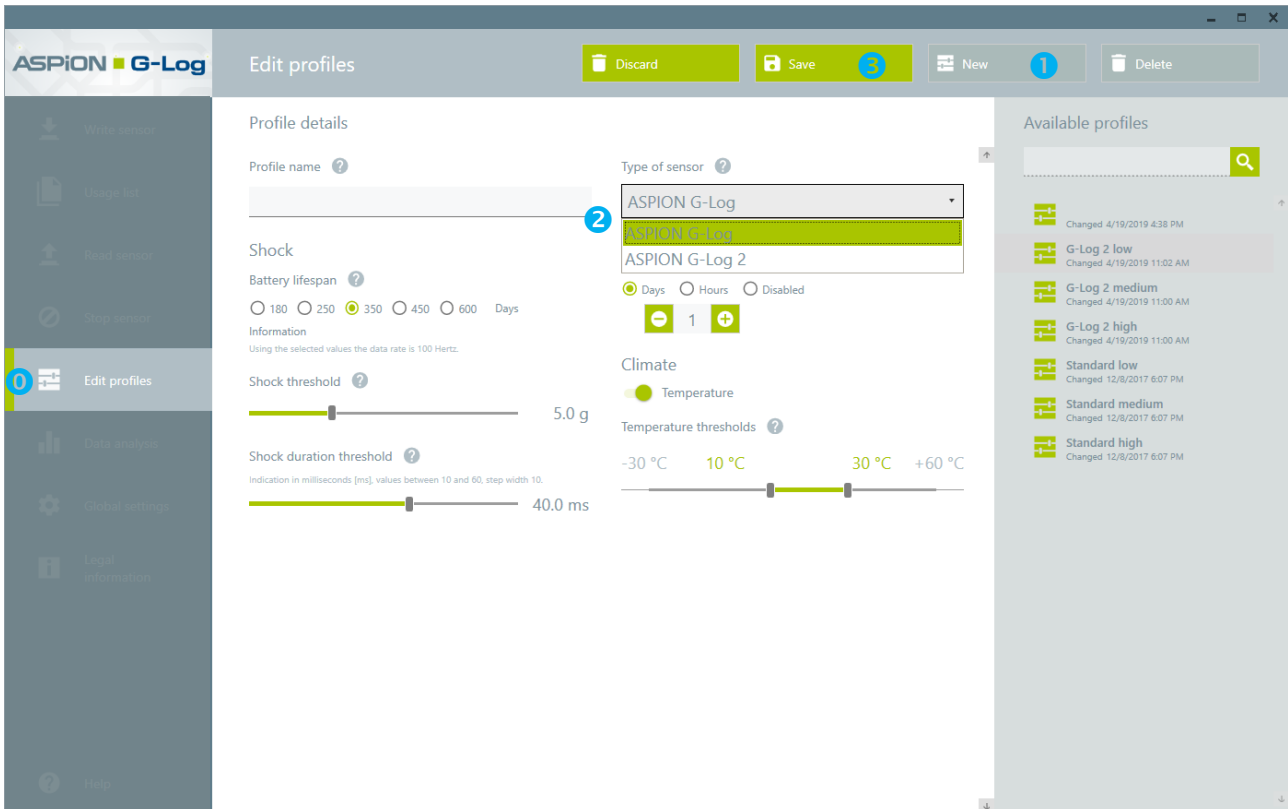 ASPION G-Log
Edit profiles
Discard
Save
3
New
1
Delete
Write sensor
Usage list
Read sensor
Stop sensor
0
Edit profiles
Data analysis
Global settings
Legal
information
Help
Profile details
Profile name ?
2
Shock
Battery lifespan ?
180 250 350 450 600 Days
Information
Using the selected values the data rate is 100 Hertz.
Shock threshold ?
5.0 g
Shock duration threshold ?
Indication in milliseconds [ms], values between 10 and 60, step width 10.
40.0 ms
Type of sensor ?
ASPION G-Log
ASPION G-Log
ASPION G-Log 2
Days Hours Disabled
1
Climate
Temperature
Temperature thresholds ?
-30 °C 10 °C 30 °C +60 °C
Available profiles
Changed 4/19/2019 4:38 PM
G-Log 2 low
Changed 4/19/2019 11:02 AM
G-Log 2 medium
Changed 4/19/2019 11:00 AM
G-Log 2 high
Changed 4/19/2019 11:00 AM
Standard low
Changed 12/8/2017 6:07 PM
Standard medium
Changed 12/8/2017 6:07 PM
Standard high
Changed 12/8/2017 6:07 PM